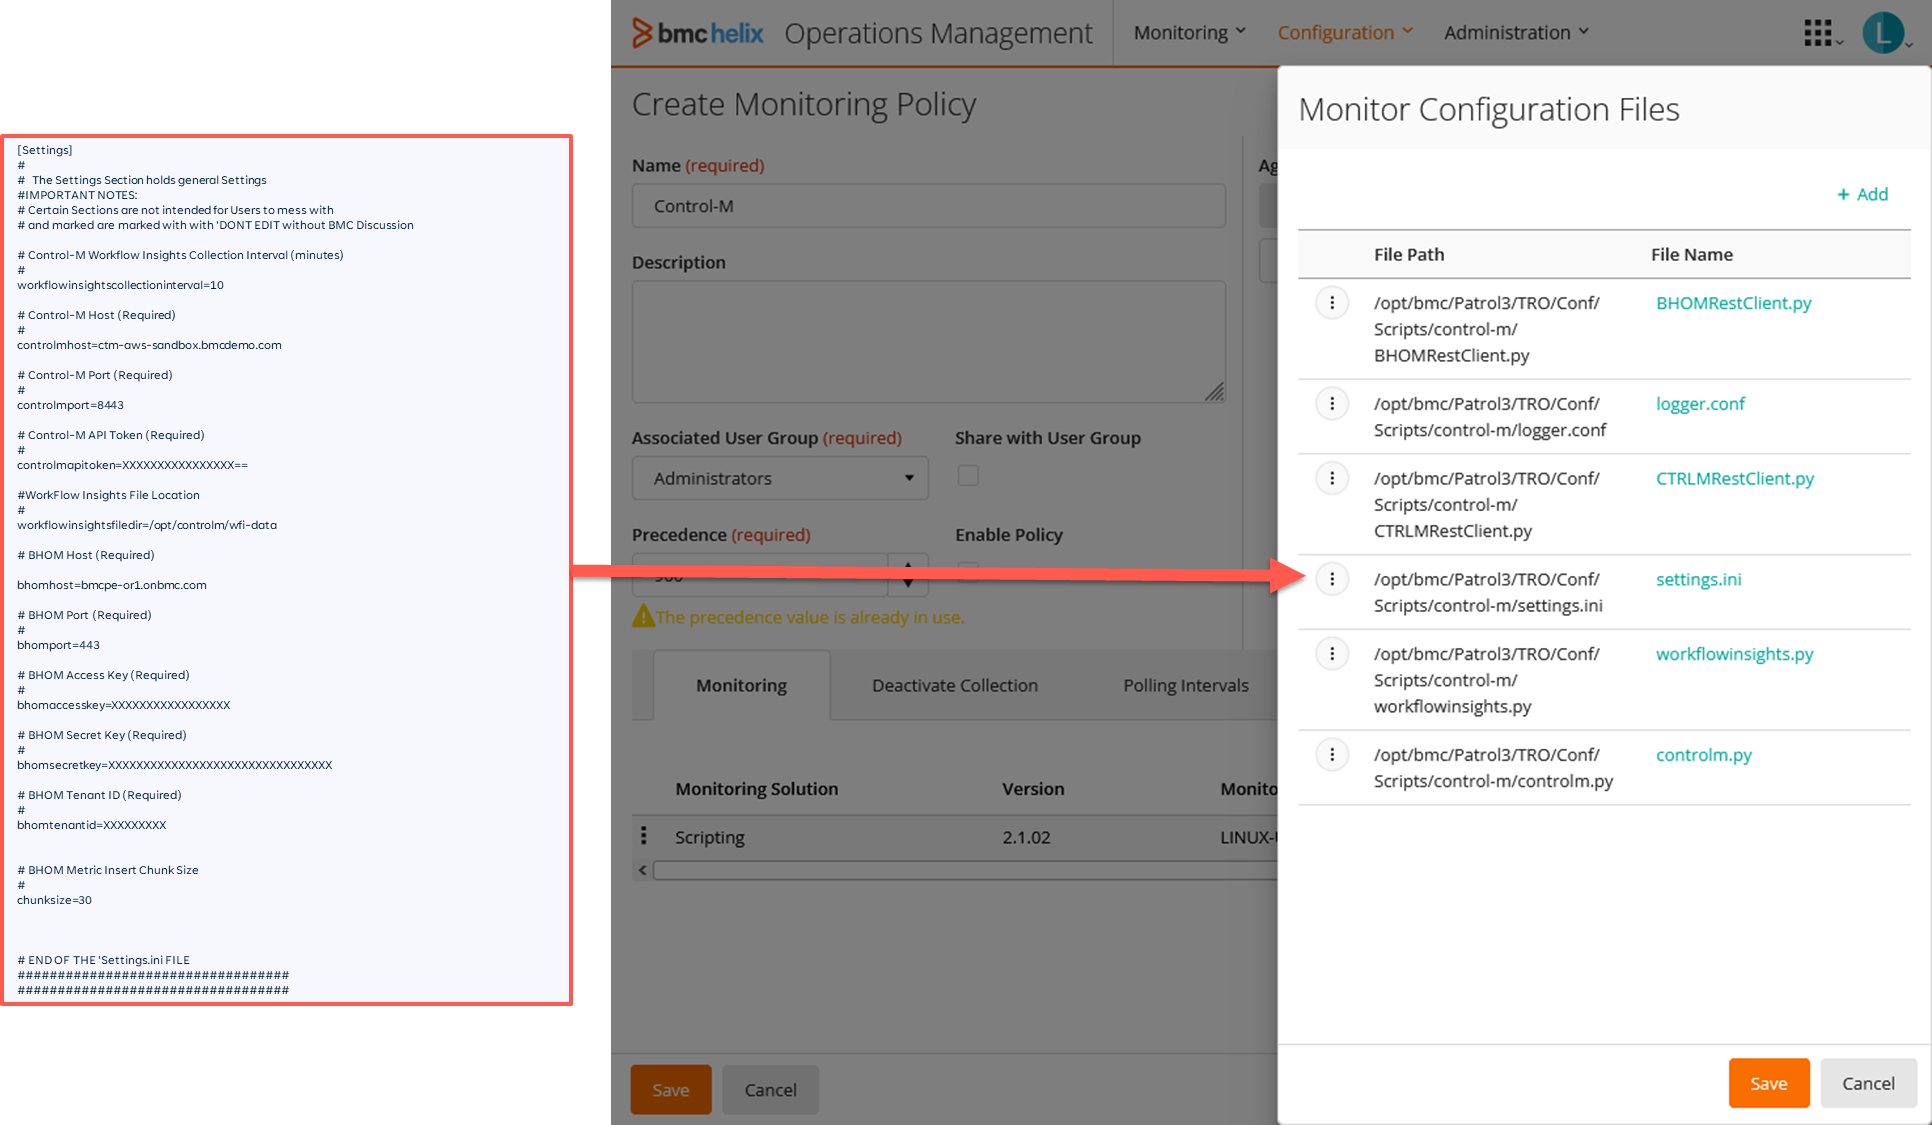 [Settings]
#
#  The Settings Section holds general Settings
#IMPORTANT NOTES:
# Certain Sections are not intended for Users to mess with
# and marked are marked with with 'DONT EDIT without BMC Discussion
# Control-M Workflow Insights Collection Interval (minutes)
#
workflowinsightscollectioninterval=10
# Control-M Host (Required)
#
controlmhost=ctm-aws-sandbox.bmcdemo.com
# Control-M Port (Required)
#
controlmport=8443
# Control-M API Token (Required)
#
controlmapitoken=XXXXXXXXXXXXXXXX==
#WorkFlow Insights File Location
#
workflowinsightsfiledir=/opt/controlm/wfi-data
# BHOM Host (Required)
bhomhost=bmcpe-or1.onbmc.com
# BHOM Port (Required)
#
bhomport=443
# BHOM Access Key (Required)
#
bhomaccesskey=XXXXXXXXXXXXXXXXX
# BHOM Secret Key (Required)
#
bhomsecretkey=XXXXXXXXXXXXXXXXXXXXXXXXXXXXXXXX
# BHOM Tenant ID (Required)
#
bhomtenantid=XXXXXXXXX
# BHOM Metric Insert Chunk Size
#
chunksize=30
# END OF THE 'Settings.ini FILE
##################################
##################################
bmc helix Operations Management Monitoring Configuration Administration L
Create Monitoring Policy
Name (required)
Control-M
Description
Associated User Group (required) Share with User Group
Administrators
Precedence (required) Enable Policy
The precedence value is already in use.
Monitoring Deactivate Collection Polling Intervals
Monitoring Solution Version Monito
Scripting 2.1.02 LINUX-
Save Cancel
Ag
Monitor Configuration Files
+ Add
File Path File Name
/opt/bmc/Patrol3/TRO/Conf/ BHOMRestClient.py
Scripts/control-m/
BHOMRestClient.py
/opt/bmc/Patrol3/TRO/Conf/ logger.conf
Scripts/control-m/logger.conf
/opt/bmc/Patrol3/TRO/Conf/ CTRLMRestClient.py
Scripts/control-m/
CTRLMRestClient.py
/opt/bmc/Patrol3/TRO/Conf/ settings.ini
Scripts/control-m/settings.ini
/opt/bmc/Patrol3/TRO/Conf/ workflowinsights.py
Scripts/control-m/
workflowinsights.py
/opt/bmc/Patrol3/TRO/Conf/ controlm.py
Scripts/control-m/controlm.py
Save Cancel